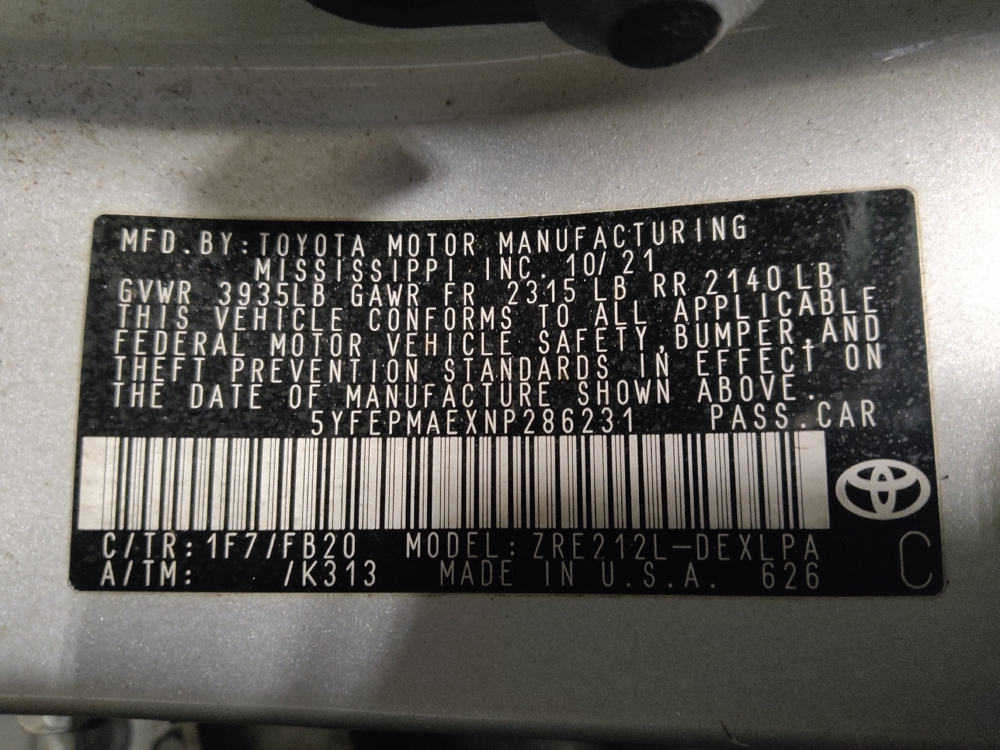 MFD.BY:TOYOTA MOTOR MANUFACTURING
MISSISSIPPI INC. 10/21
GVWR 3935LB GAWR FR 2315 LB RR 2140 LB
THIS VEHICLE CONFORMS TO ALL APPLICABLE
FEDERAL MOTOR VEHICLE SAFETY,BUMPER,AND
THEFT PREVENTION STANDARDS IN EFFECT ON
THE DATE OF MANUFACTURE SHOWN ABOVE.
5YFEPMAEXNP286231 PASS.CAR
C/TR:1F7/FB20 MODEL:ZRE212L-DEXLPA
A/TM: /K313 MADE IN U.S.A. 626
C